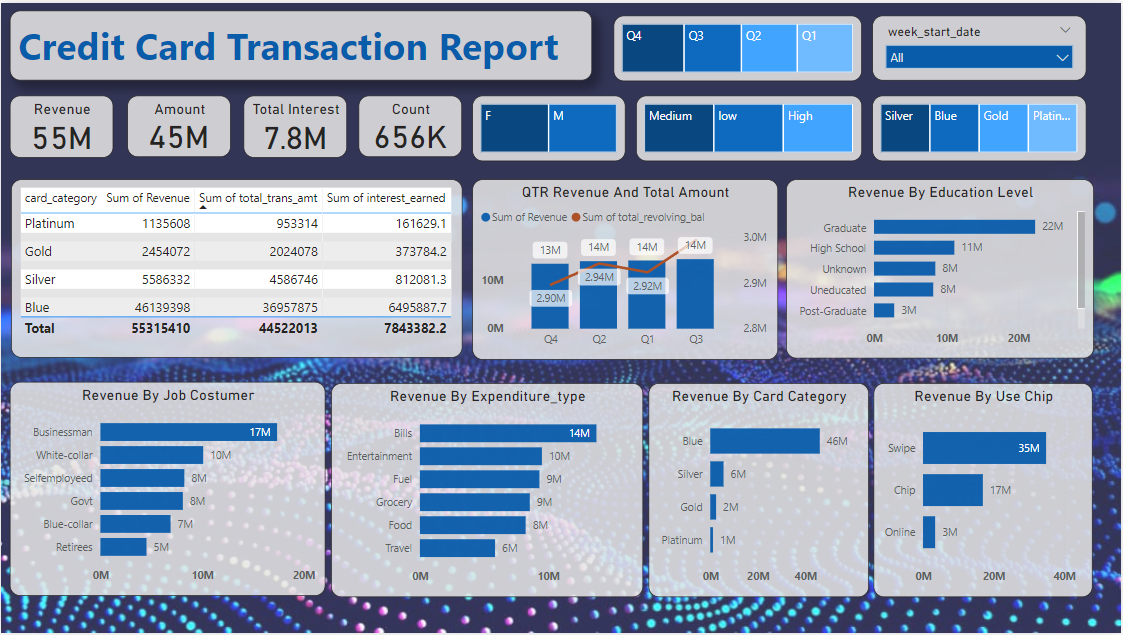 Credit Card Transaction Report
Q4 Q3 Q2 Q1
week_start_date
All
Revenue
55M
Amount
45M
Total Interest
7.8M
Count
656K
F M
Medium low High
Silver Blue Gold Platin...
card_category Sum of Revenue Sum of total_trans_amt Sum of interest_earned
Platinum 1135608 953314 161629.1
Gold 2454072 2024078 373784.2
Silver 5586332 4586746 812081.3
Blue 46139398 36957875 6495887.7
Total 55315410 44522013 7843382.2
QTR Revenue And Total Amount
Sum of Revenue Sum of total_revolving_bal
13M 14M 14M 14M
2.90M 2.94M 2.92M
10M
0M
3.0M
2.9M
2.8M
Q4 Q2 Q1 Q3
Revenue By Education Level
Graduate 22M
High School 11M
Unknown 8M
Uneducated 8M
Post-Graduate 3M
0M 10M 20M
Revenue By Job Costumer
Businessman 17M
White-collar 10M
Selfemployeed 8M
Govt 8M
Blue-collar 7M
Retirees 5M
0M 10M 20M
Revenue By Expenditure_type
Bills 14M
Entertainment 10M
Fuel 9M
Grocery 9M
Food 8M
Travel 6M
0M 10M
Revenue By Card Category
Blue 46M
Silver 6M
Gold 2M
Platinum 1M
0M 20M 40M
Revenue By Use Chip
Swipe 35M
Chip 17M
Online 3M
0M 20M 40M